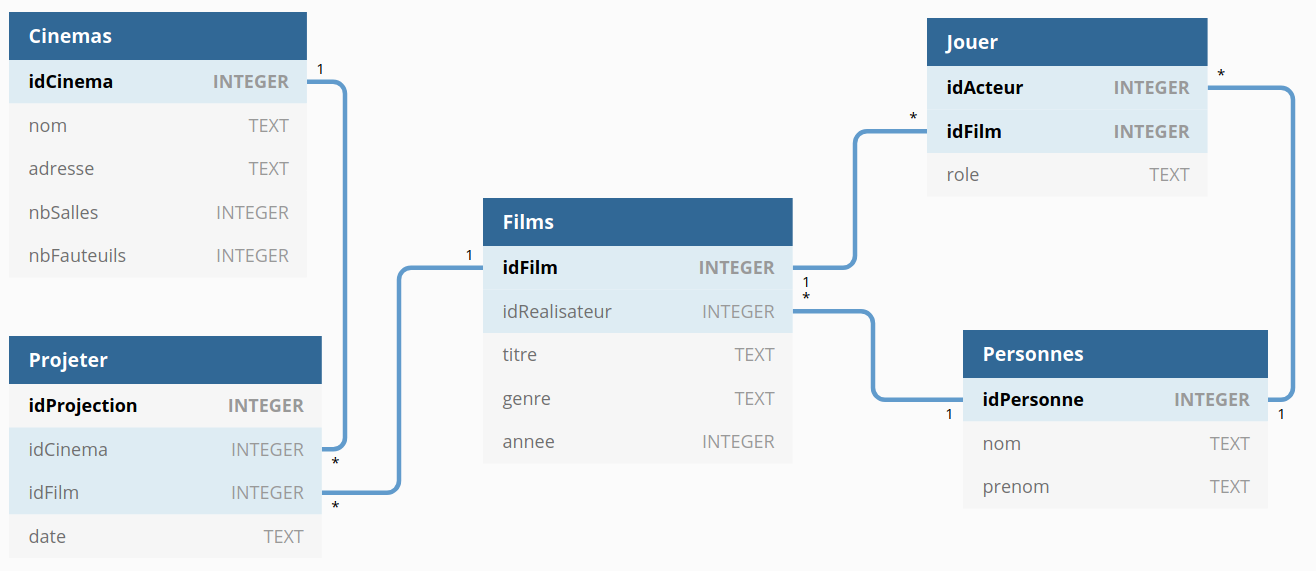 Cinemas
idCinema INTEGER
1
nom TEXT
adresse TEXT
nbSalles INTEGER
nbFauteuils INTEGER
Projeter
idProjection INTEGER
idCinema INTEGER
*
idFilm INTEGER
*
date TEXT
Films
1
idFilm INTEGER
1
*
idRealisateur INTEGER
titre TEXT
genre TEXT
annee INTEGER
Jouer
idActeur INTEGER
*
*
idFilm INTEGER
role TEXT
Personnes
idPersonne INTEGER
1
1
nom TEXT
prenom TEXT